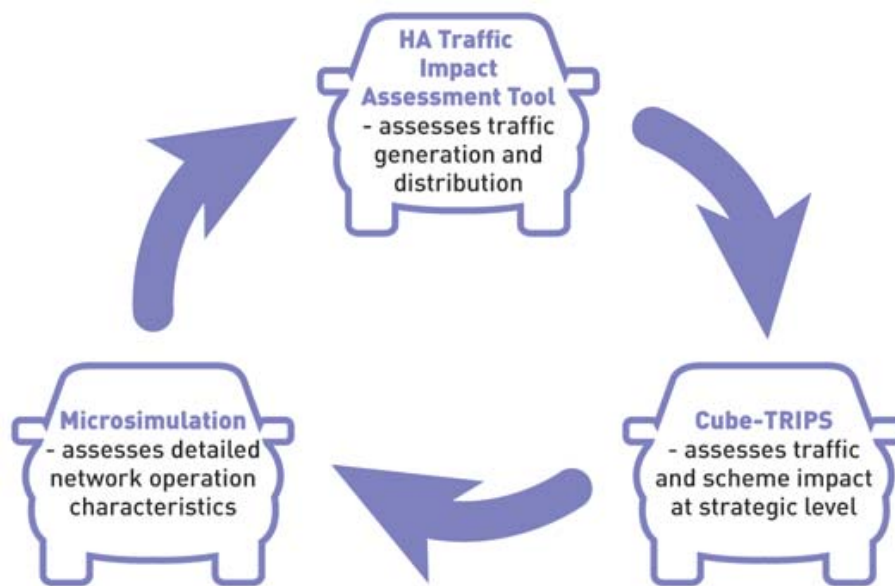 HA Traffic
Impact
Assessment Tool
- assesses traffic
generation and
distribution
Microsimulation
- assesses detailed
network operation
characteristics
Cube-TRIPS
- assesses traffic
and scheme impact
at strategic level